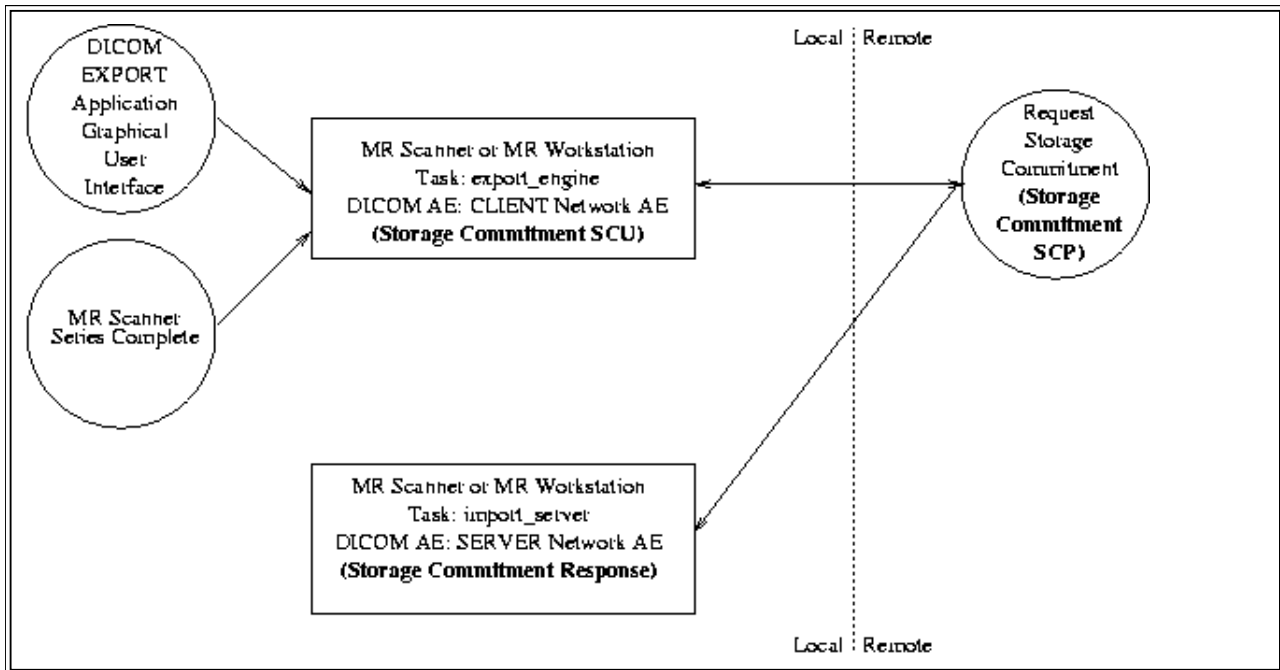 DICOM
EXPORT
Application
Graphical
User
Interface
Local Remote
MR Scanner or MR Workstation
Task: export_engine
DICOM AE: CLIENT Network AE
(Storage Commitment SCU)
Request
Storage
Commitment
(Storage
Commitment
SCP)
MR Scanner
Series Complete
MR Scanner or MR Workstation
Task: import_server
DICOM AE: SERVER Network AE
(Storage Commitment Response)
Local Remote